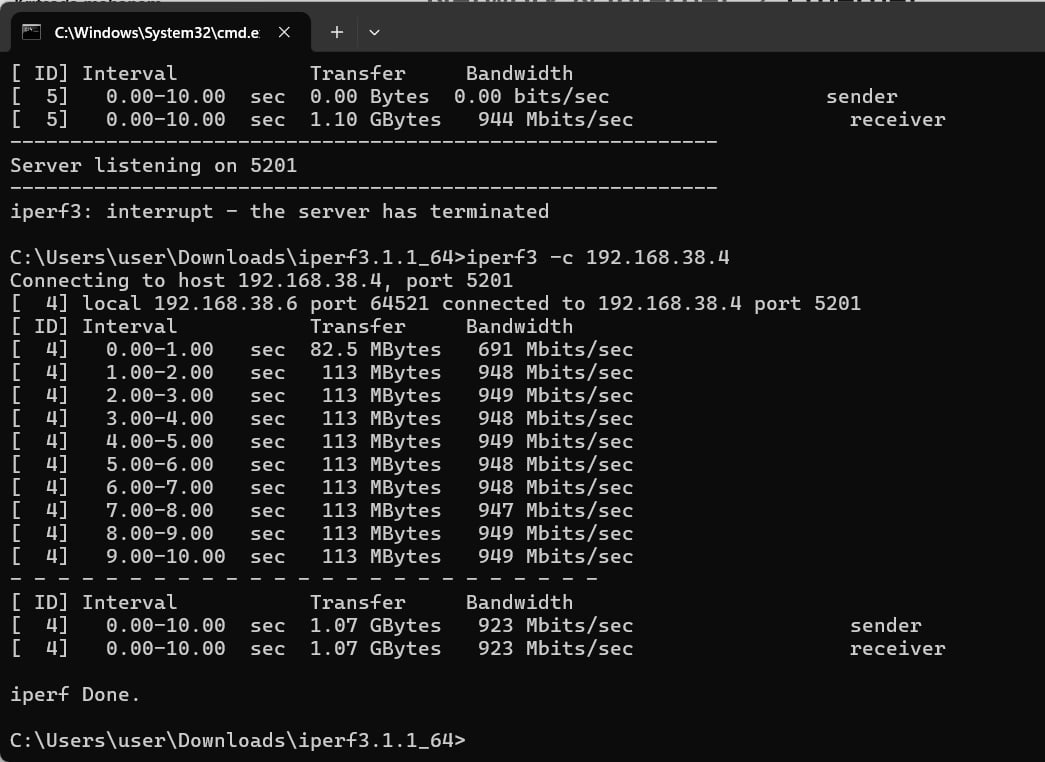 C:\Windows\System32\cmd.e
[ ID] Interval           Transfer     Bandwidth
[  5]   0.00-10.00  sec  0.00 Bytes  0.00 bits/sec                  sender
[  5]   0.00-10.00  sec  1.10 GBytes   944 Mbits/sec                  receiver
-----------------------------------------------------------
Server listening on 5201
-----------------------------------------------------------
iperf3: interrupt - the server has terminated
C:\Users\user\Downloads\iperf3.1.1_64>iperf3 -c 192.168.38.4
Connecting to host 192.168.38.4, port 5201
[  4] local 192.168.38.6 port 64521 connected to 192.168.38.4 port 5201
[ ID] Interval           Transfer     Bandwidth
[  4]   0.00-1.00   sec  82.5 MBytes   691 Mbits/sec
[  4]   1.00-2.00   sec   113 MBytes   948 Mbits/sec
[  4]   2.00-3.00   sec   113 MBytes   949 Mbits/sec
[  4]   3.00-4.00   sec   113 MBytes   948 Mbits/sec
[  4]   4.00-5.00   sec   113 MBytes   949 Mbits/sec
[  4]   5.00-6.00   sec   113 MBytes   948 Mbits/sec
[  4]   6.00-7.00   sec   113 MBytes   948 Mbits/sec
[  4]   7.00-8.00   sec   113 MBytes   947 Mbits/sec
[  4]   8.00-9.00   sec   113 MBytes   949 Mbits/sec
[  4]   9.00-10.00  sec   113 MBytes   949 Mbits/sec
- - - - - - - - - - - - - - - - - - - - - - - - -
[ ID] Interval           Transfer     Bandwidth
[  4]   0.00-10.00  sec  1.07 GBytes   923 Mbits/sec                  sender
[  4]   0.00-10.00  sec  1.07 GBytes   923 Mbits/sec                  receiver
iperf Done.
C:\Users\user\Downloads\iperf3.1.1_64>